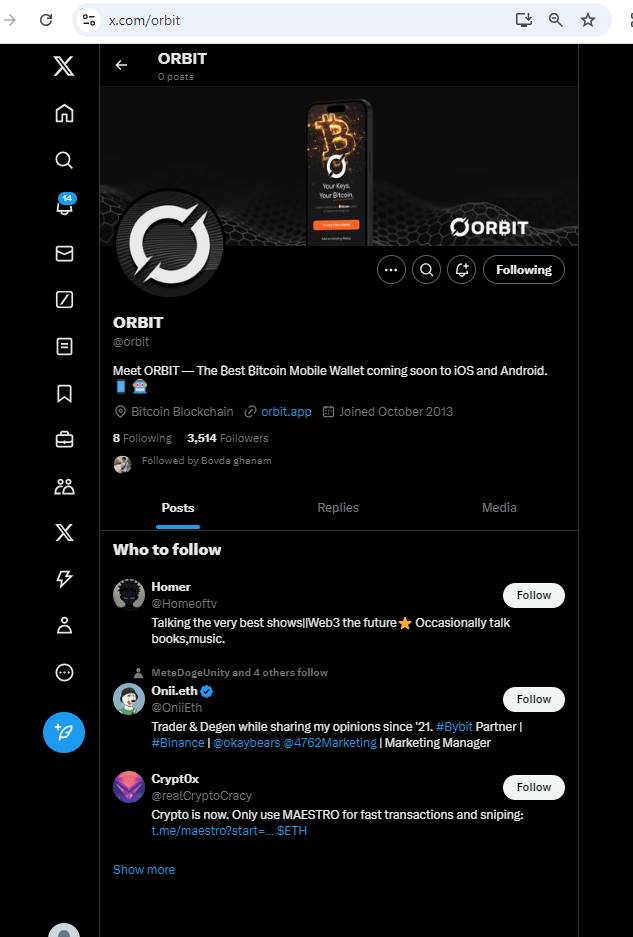 x.com/orbit
ORBIT
0 posts
14
Your Keys.
Your Bitcoin.
ORBIT
Following
ORBIT
@orbit
Meet ORBIT — The Best Bitcoin Mobile Wallet coming soon to iOS and Android.
Bitcoin Blockchain orbit.app Joined October 2013
8 Following 3,514 Followers
Followed by Bovda ghanam
Posts Replies Media
Who to follow
Homer
@Homeoftv
Follow
Talking the very best shows||Web3 the future⭐ Occasionally talk
books,music.
MetaDogeUnity and 4 others follow
Onii.eth
@OniiEth
Follow
Trader & Degen while sharing my opinions since '21. #Bybit Partner |
#Binance | @okaybears @4762Marketing | Marketing Manager
Crypt0x
@realCryptoCracy
Follow
Crypto is now. Only use MAESTRO for fast transactions and sniping:
t.me/maestro?start=... $ETH
Show more